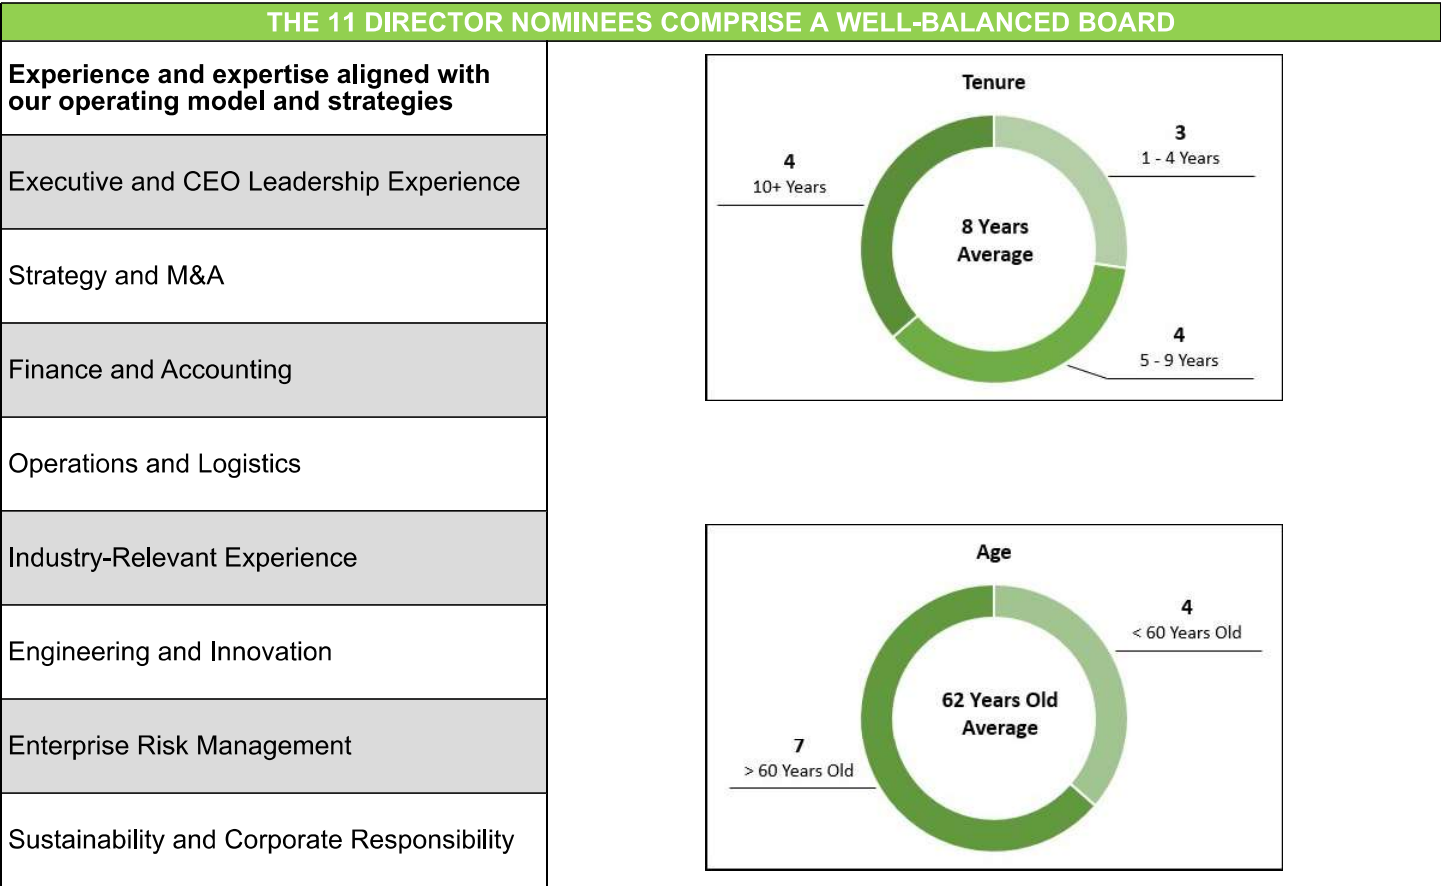 THE 11 DIRECTOR NOMINEES COMPRISE A WELL-BALANCED BOARD
Experience and expertise aligned with
our operating model and strategies
Executive and CEO Leadership Experience
Strategy and M&A
Finance and Accounting
Operations and Logistics
Industry-Relevant Experience
Engineering and Innovation
Enterprise Risk Management
Sustainability and Corporate Responsibility
Tenure
3
1 - 4 Years
4
10+ Years
8 Years
Average
4
5 - 9 Years
Age
4
< 60 Years Old
62 Years Old
Average
7
> 60 Years Old